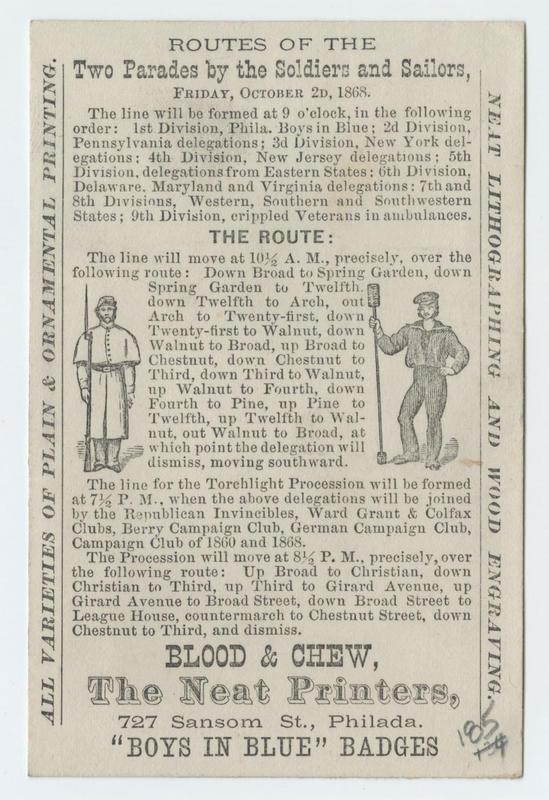 ROUTES OF THE
Two Parades by the Soldiers and Sailors,
FRIDAY, OCTOBER 2D, 1868.
The line will be formed at 9 o'clock, in the following
order: 1st Division, Phila. Boys in Blue; 2d Division,
Pennsylvania delegations; 3d Division, New York del-
egations; 4th Division, New Jersey delegations; 5th
Division, delegations from Eastern States; 6th Division,
Delaware, Maryland and Virginia delegations; 7th and
8th Divisions, Western, Southern and Southwestern
States; 9th Division, crippled Veterans in ambulances.
THE ROUTE:
The line will move at 10½ A. M., precisely, over the
following route: Down Broad to Spring Garden, down
Spring Garden to Twelfth,
down Twelfth to Arch, out
Arch to Twenty-first, down
Twenty-first to Walnut, down
Walnut to Broad, up Broad to
Chestnut, down Chestnut to
Third, down Third to Walnut,
up Walnut to Fourth, down
Fourth to Pine, up Pine to
Twelfth, up Twelfth to Wal-
nut, out Walnut to Broad, at
which point the delegation will
dismiss, moving southward.
The line for the Torchlight Procession will be formed
at 7½ P. M., when the above delegations will be joined
by the Republican Invincibles, Ward Grant & Colfax
Clubs, Berry Campaign Club, German Campaign Club,
Campaign Club of 1860 and 1868.
The Procession will move at 8½ P. M., precisely, over
the following route: Up Broad to Christian, down
Christian to Third, up Third to Girard Avenue, up
Girard Avenue to Broad Street, down Broad Street to
League House, countermarch to Chestnut Street, down
Chestnut to Third, and dismiss.
BLOOD & CHEW,
The Neat Printers,
727 Sansom St., Philada.
"BOYS IN BLUE" BADGES
ALL VARIETIES OF PLAIN & ORNAMENTAL PRINTING.
NEAT LITHOGRAPHING AND WOOD ENGRAVING.
185